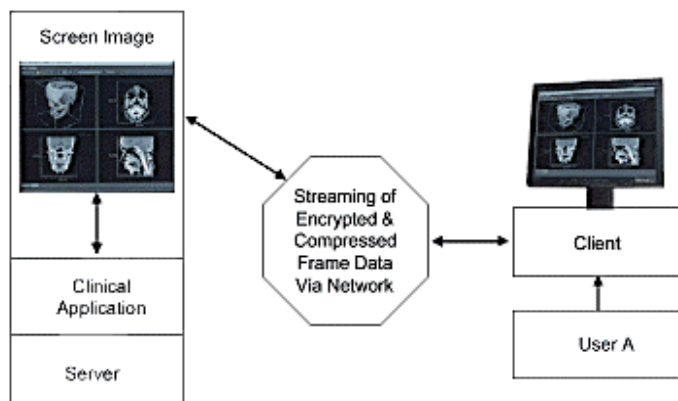 Screen Image
Clinical
Application
Server
Streaming of
Encrypted &
Compressed
Frame Data
Via Network
Client
User A